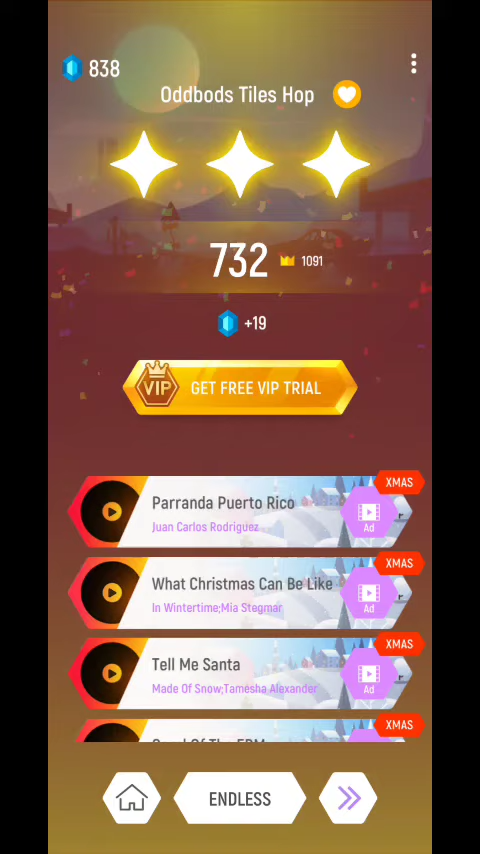 838
Oddbods Tiles Hop
732
1091
+19
VIP
GET FREE VIP TRIAL
XMAS
Parranda Puerto Rico
Juan Carlos Rodriguez
Ad
XMAS
What Christmas Can Be Like
In Wintertime;Mia Stegmar
Ad
XMAS
Tell Me Santa
Made Of Snow;Tamesha Alexander
Ad
XMAS
ENDLESS